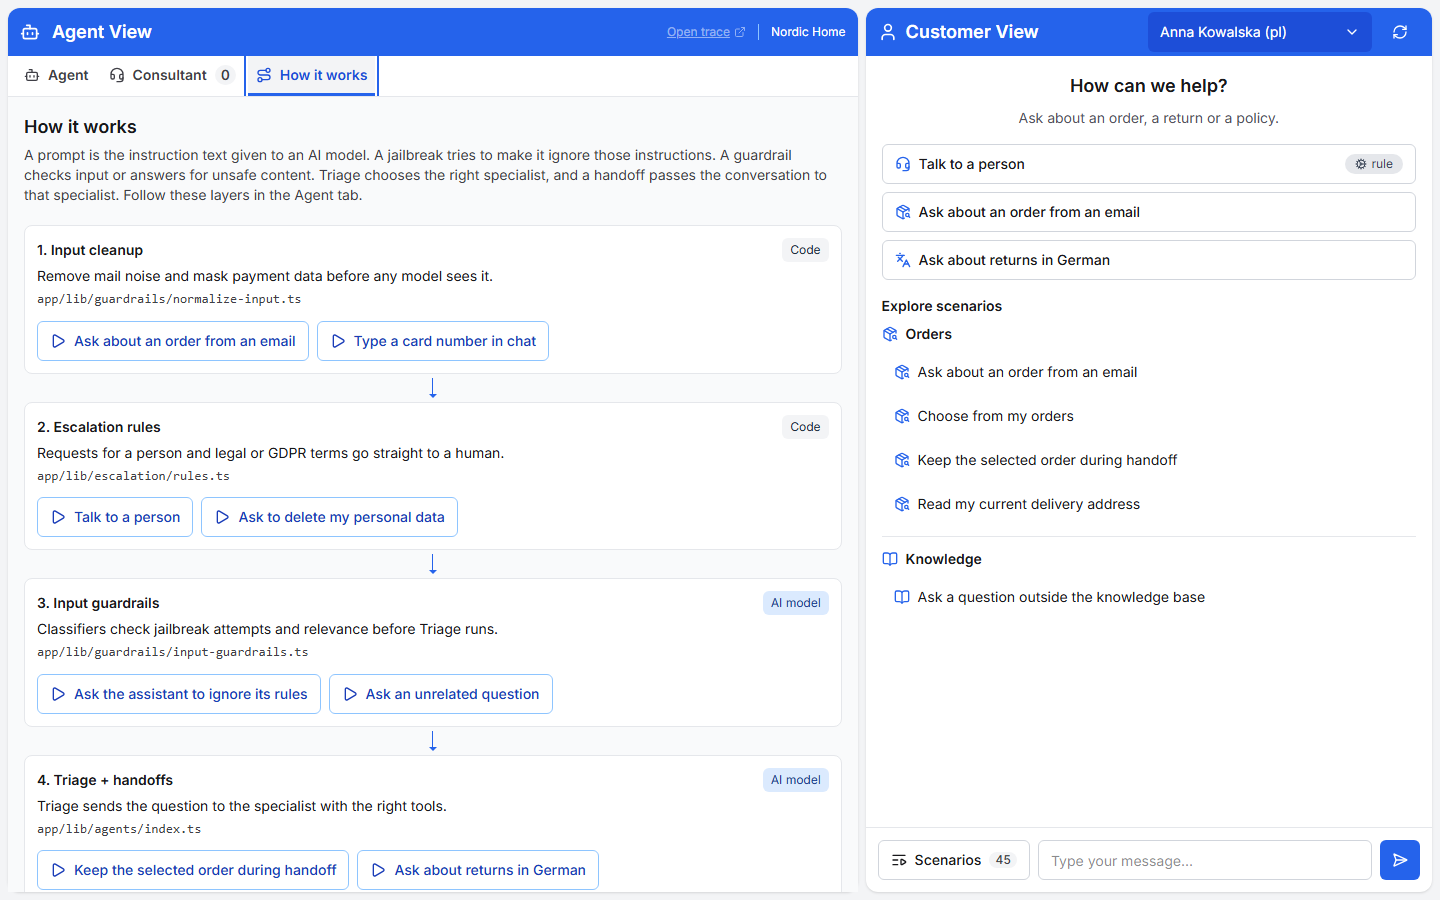 Agent View
Open trace
Nordic Home
Agent
Consultant 0
How it works
How it works
A prompt is the instruction text given to an AI model. A jailbreak tries to make it ignore those instructions. A guardrail
checks input or answers for unsafe content. Triage chooses the right specialist, and a handoff passes the conversation to
that specialist. Follow these layers in the Agent tab.
1. Input cleanup
Code
Remove mail noise and mask payment data before any model sees it.
app/lib/guardrails/normalize-input.ts
Ask about an order from an email
Type a card number in chat
2. Escalation rules
Code
Requests for a person and legal or GDPR terms go straight to a human.
app/lib/escalation/rules.ts
Talk to a person
Ask to delete my personal data
3. Input guardrails
AI model
Classifiers check jailbreak attempts and relevance before Triage runs.
app/lib/guardrails/input-guardrails.ts
Ask the assistant to ignore its rules
Ask an unrelated question
4. Triage + handoffs
AI model
Triage sends the question to the specialist with the right tools.
app/lib/agents/index.ts
Keep the selected order during handoff
Ask about returns in German
Customer View
Anna Kowalska (pl)
How can we help?
Ask about an order, a return or a policy.
Talk to a person
rule
Ask about an order from an email
Ask about returns in German
Explore scenarios
Orders
Ask about an order from an email
Choose from my orders
Keep the selected order during handoff
Read my current delivery address
Knowledge
Ask a question outside the knowledge base
Scenarios 45
Type your message...